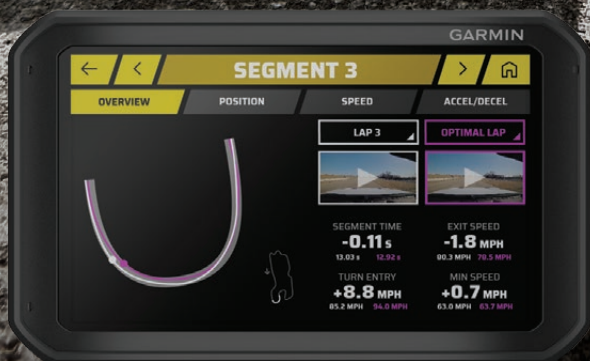 GARMIN
SEGMENT 3
OVERVIEW POSITION SPEED ACCEL/DECEL
LAP 3 OPTIMAL LAP
SEGMENT TIME EXIT SPEED
-0.11 s -1.8 MPH
13.03 s 12.92 s 80.3 MPH 78.5 MPH
TURN ENTRY MIN SPEED
+8.8 MPH +0.7 MPH
85.2 MPH 94.0 MPH 63.0 MPH 63.7 MPH